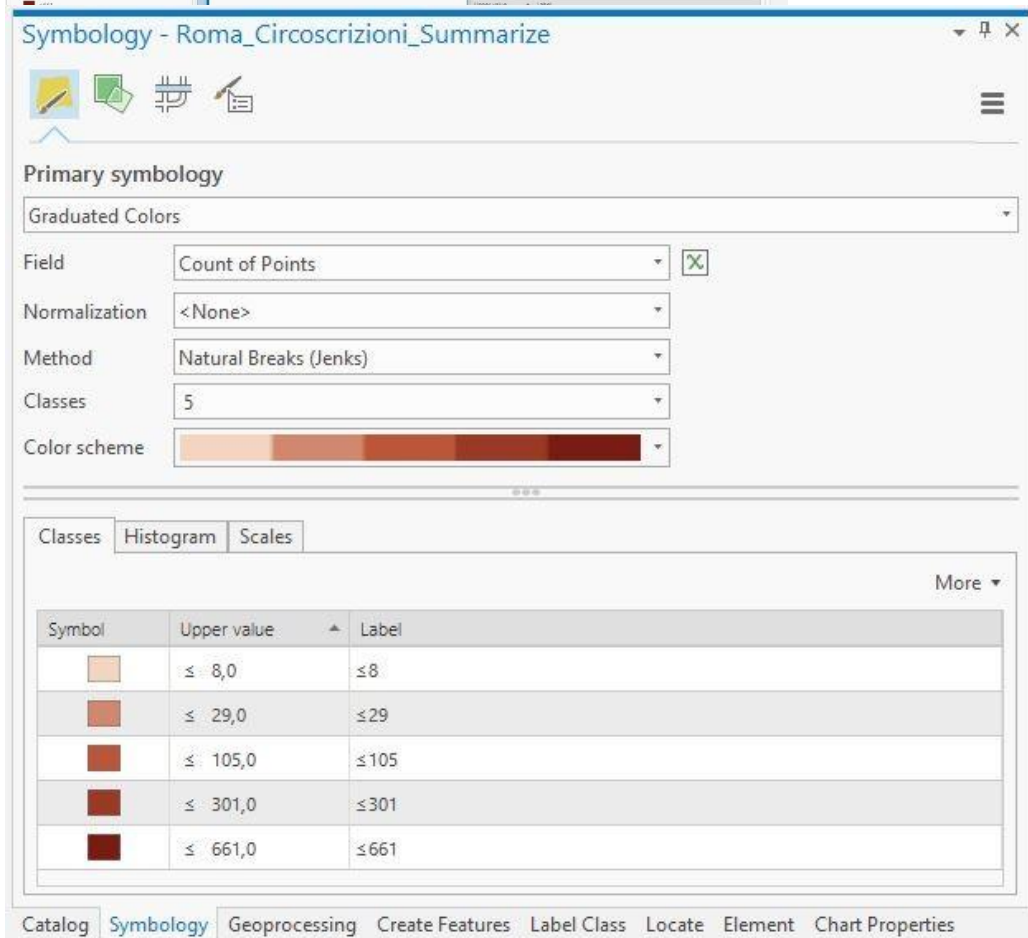 Symbology - Roma_Circoscrizioni_Summarize
Primary symbology
Graduated Colors
Field Count of Points
Normalization <None>
Method Natural Breaks (Jenks)
Classes 5
Color scheme
Classes Histogram Scales
More
Symbol Upper value Label
≤ 8,0 ≤8
≤ 29,0 ≤29
≤ 105,0 ≤105
≤ 301,0 ≤301
≤ 661,0 ≤661
Catalog Symbology Geoprocessing Create Features Label Class Locate Element Chart Properties